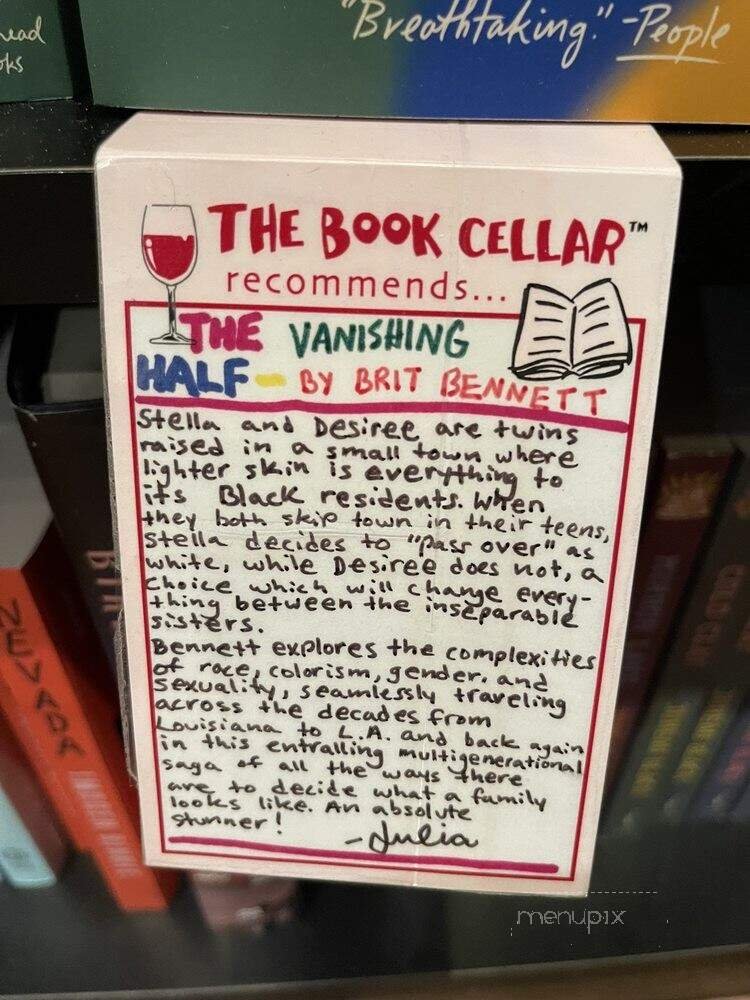 "Breathtaking." -People
THE BOOK CELLAR™
recommends...
THE VANISHING
HALF - BY BRIT BENNETT
Stella and Desiree are twins
raised in a small town where
lighter skin is everything to
its Black residents. When
they both skip town in their teens,
Stella decides to "pass over" as
white, while Desiree does not, a
choice which will change every-
thing between the inseparable
sisters.
Bennett explores the complexities
of race, colorism, gender, and
sexuality, seamlessly traveling
across the decades from
Louisiana to L.A. and back again
in this entralling multigenerational
saga of all the ways there
are to decide what a family
looks like. An absolute
stunner!
-Julia
NEVADA
menupix